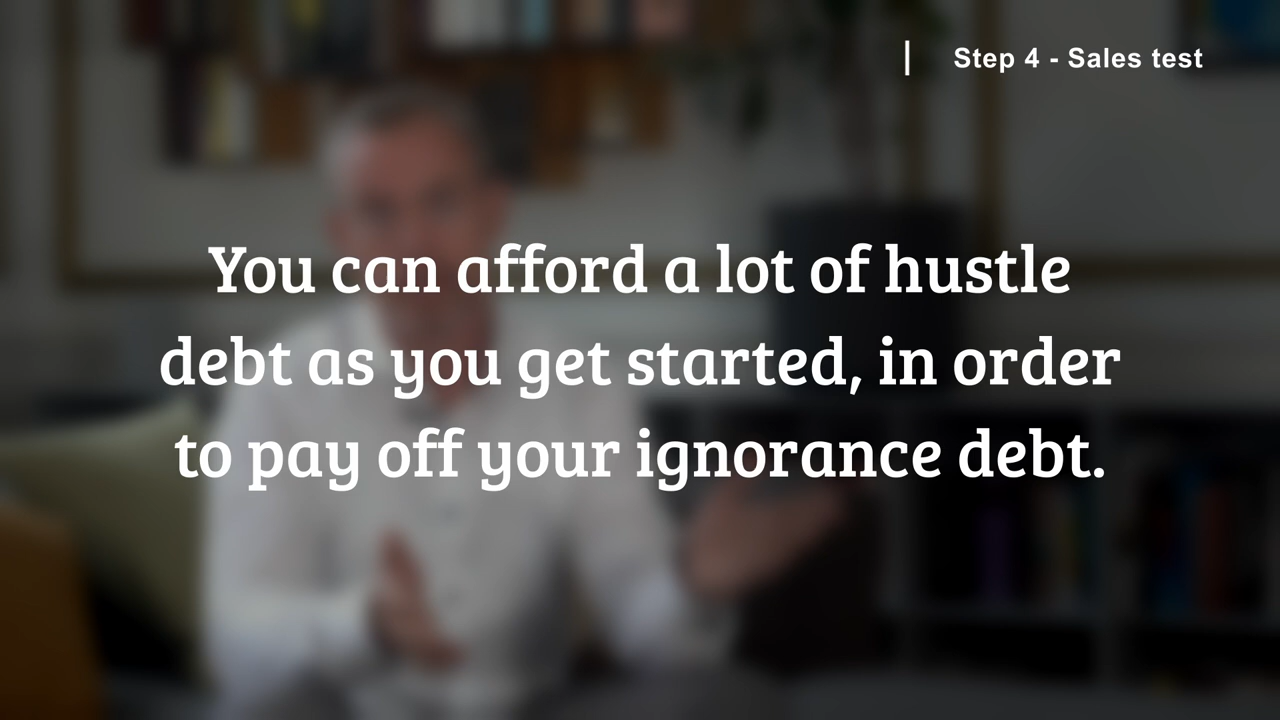 Step 4 - Sales test
You can afford a lot of hustle
debt as you get started, in order
to pay off your ignorance debt.